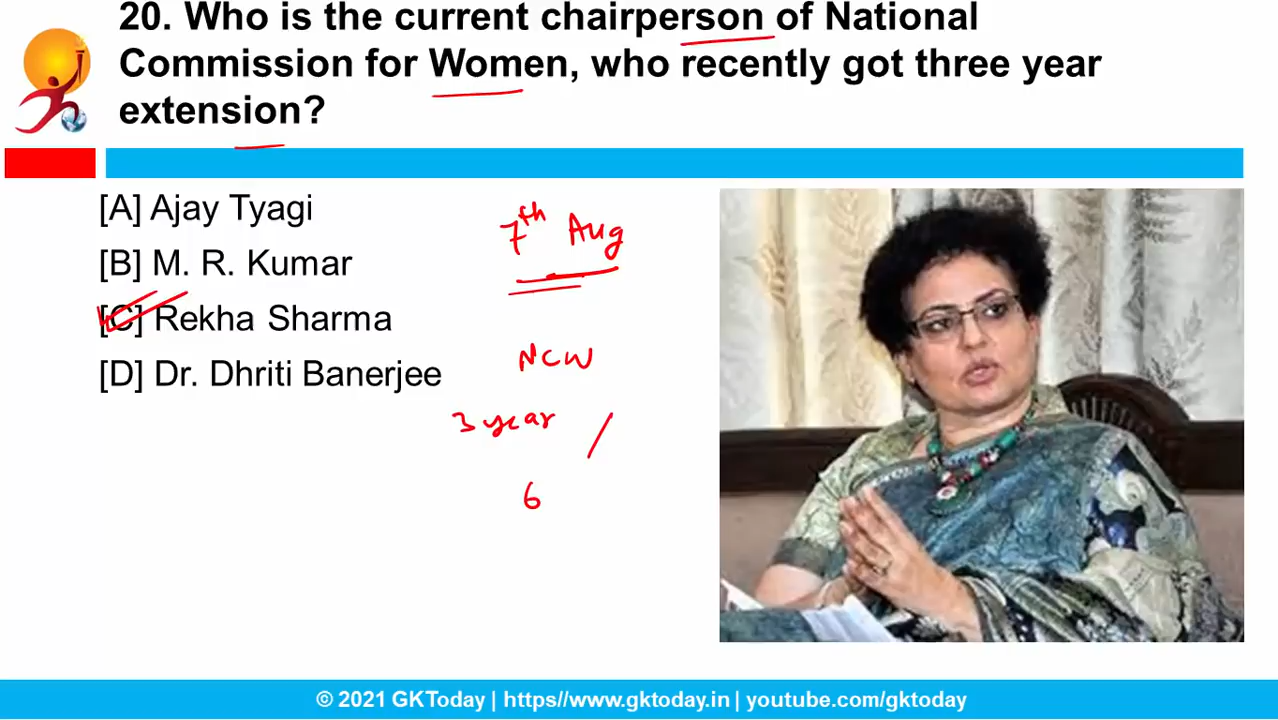 20. Who is the current chairperson of National
Commission for Women, who recently got three year
extension?
[A] Ajay Tyagi
[B] M. R. Kumar
[C] Rekha Sharma
[D] Dr. Dhriti Banerjee
7th Aug
NCW
3 year /
6
© 2021 GKToday | https//www.gktoday.in | youtube.com/gktoday